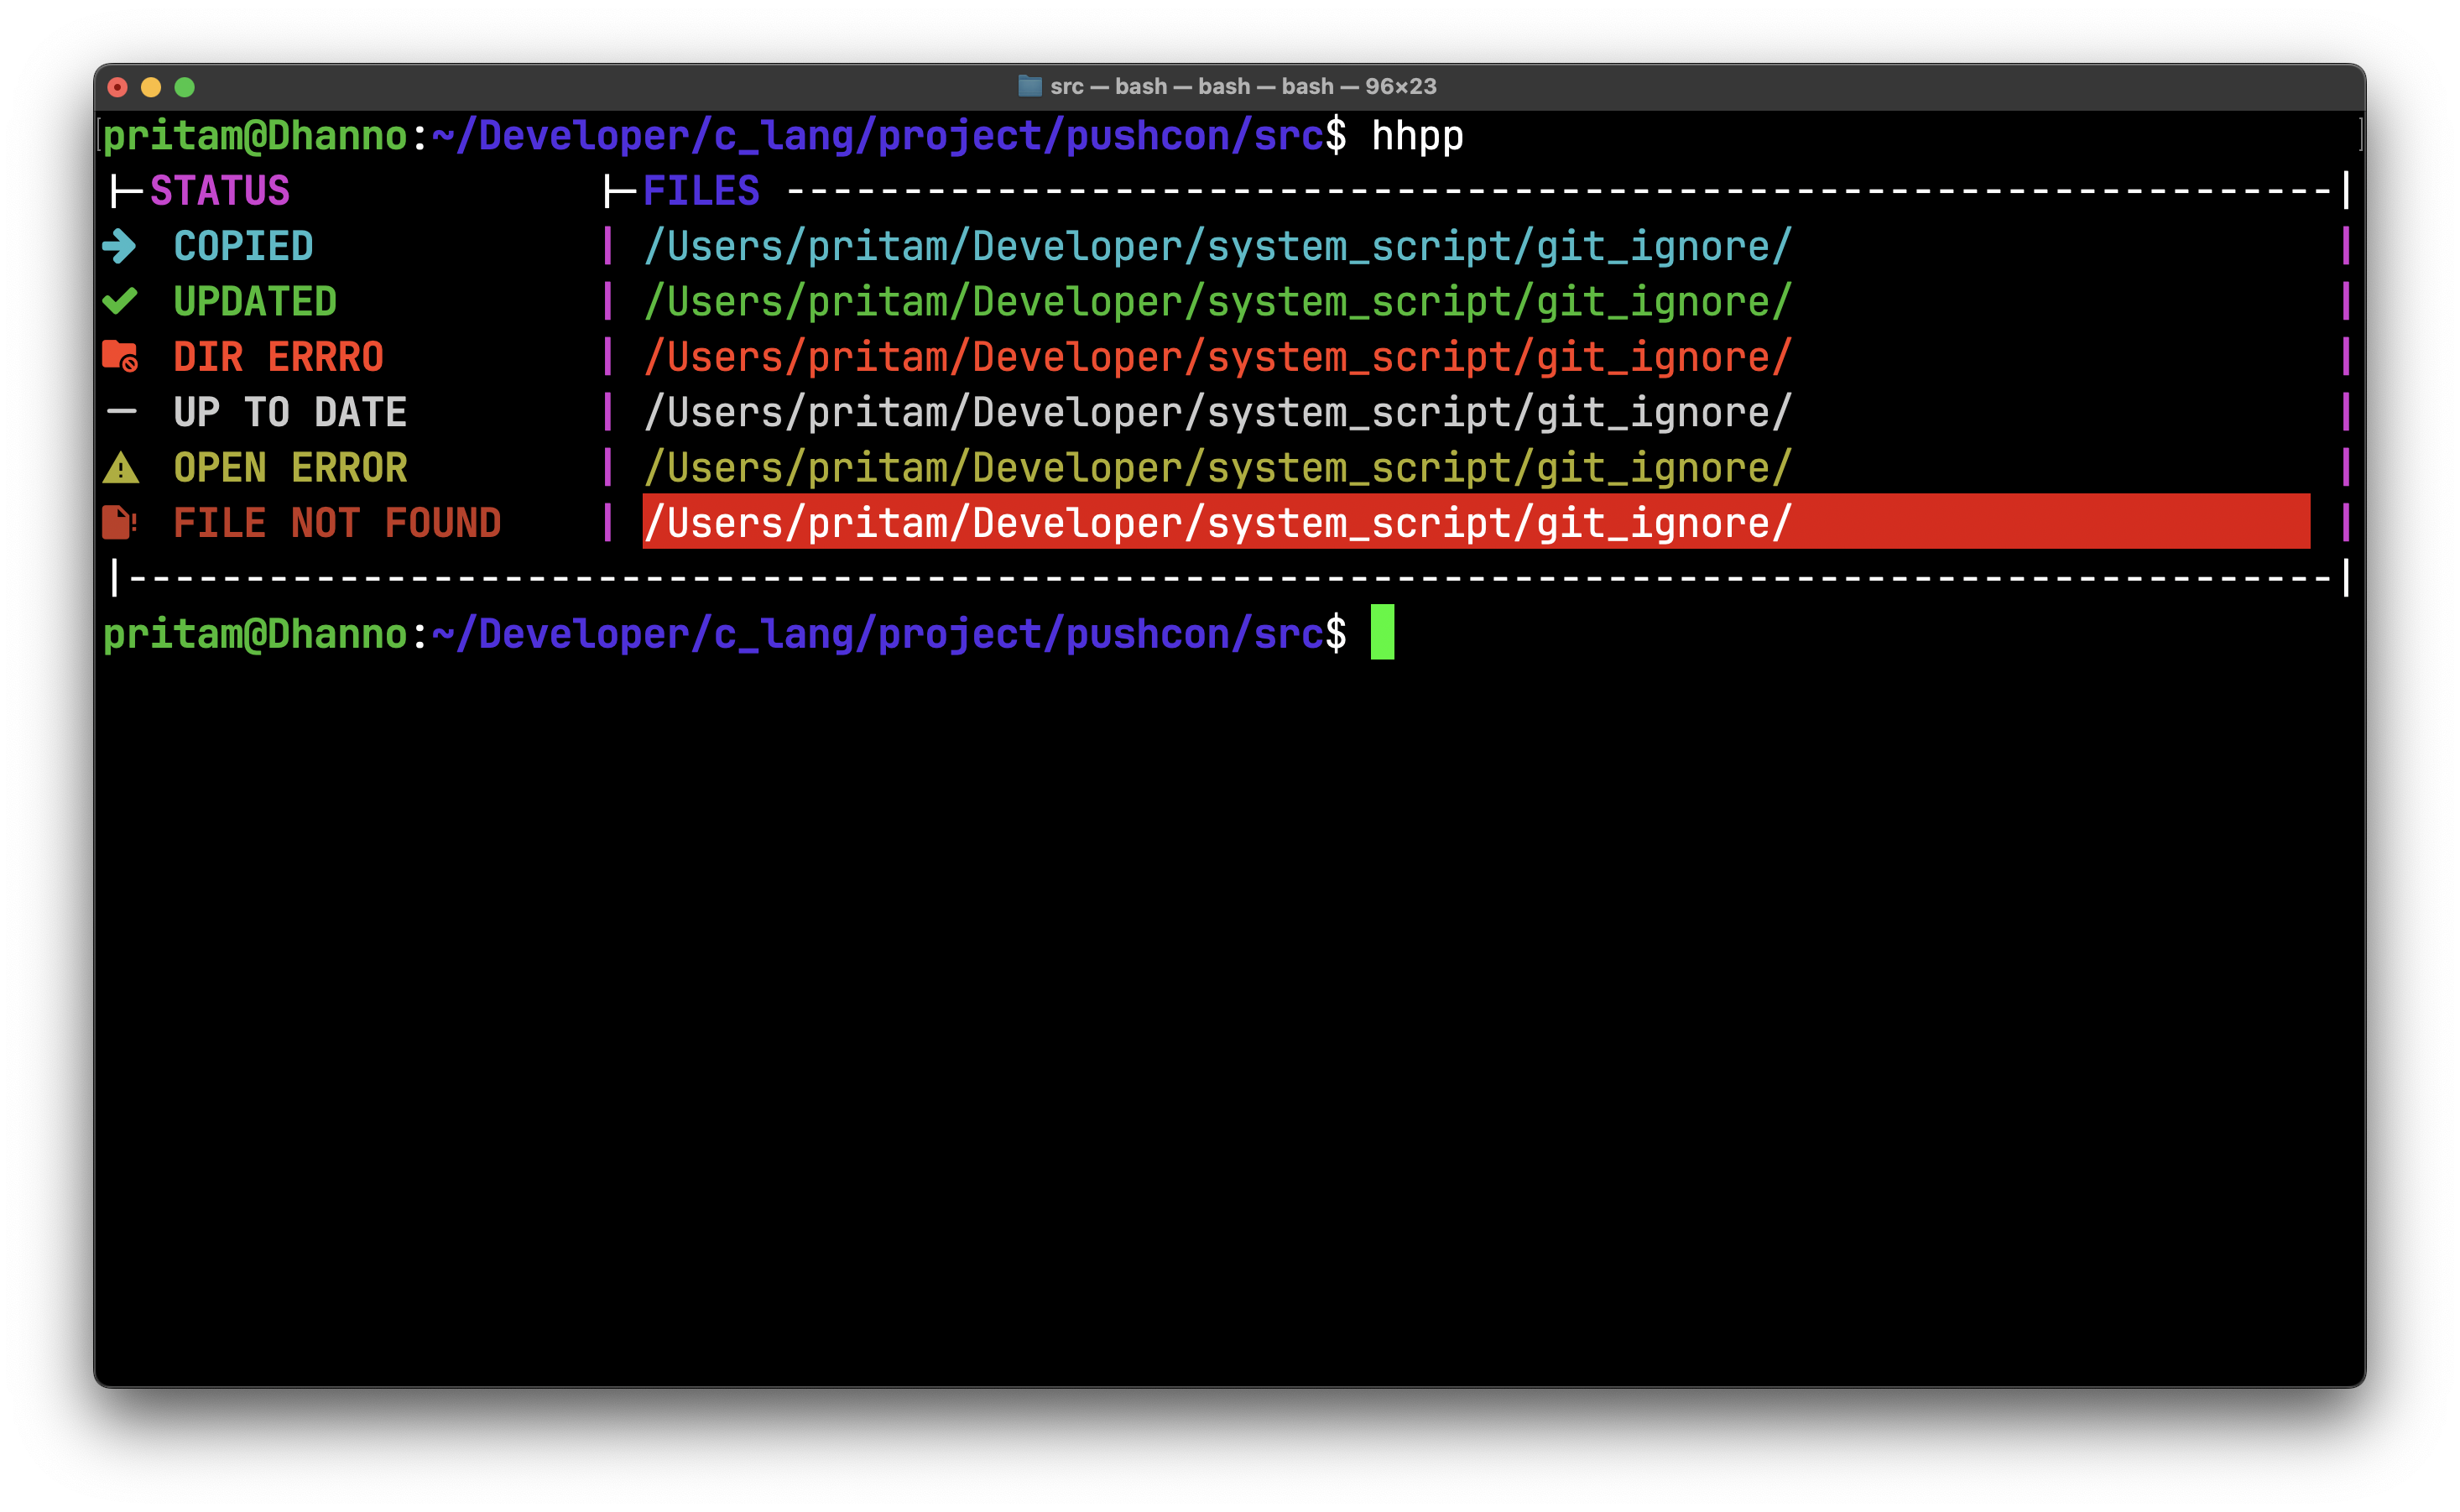 src — bash — bash — bash — 96×23
pritam@Dhanno:~/Developer/c_lang/project/pushcon/src$ hhpp
├─STATUS ├─FILES ------------------------------------------------------------------|
COPIED | /Users/pritam/Developer/system_script/git_ignore/ |
UPDATED | /Users/pritam/Developer/system_script/git_ignore/ |
DIR ERRRO | /Users/pritam/Developer/system_script/git_ignore/ |
— UP TO DATE | /Users/pritam/Developer/system_script/git_ignore/ |
OPEN ERROR | /Users/pritam/Developer/system_script/git_ignore/ |
FILE NOT FOUND | /Users/pritam/Developer/system_script/git_ignore/ |
|----------------------------------------------------------------------------------------------|
pritam@Dhanno:~/Developer/c_lang/project/pushcon/src$